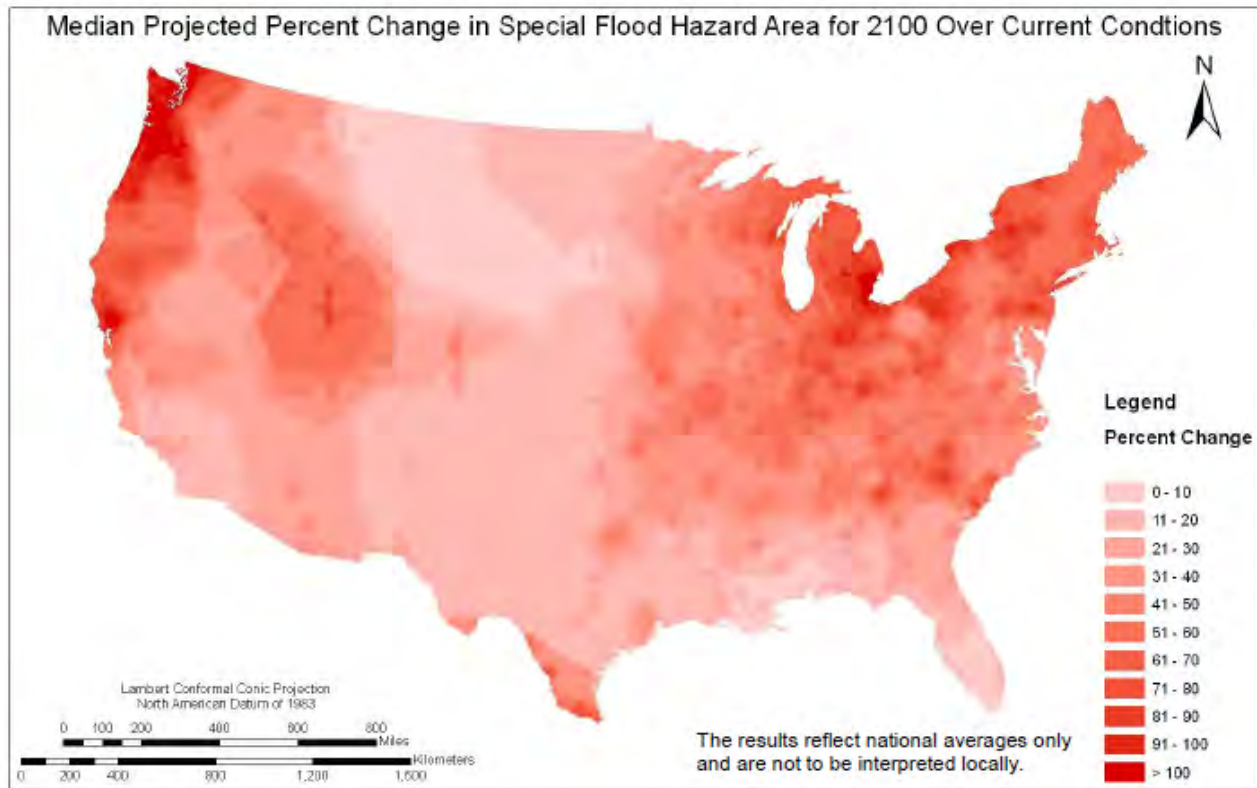 Median Projected Percent Change in Special Flood Hazard Area for 2100 Over Current Condtions
N
Legend
Percent Change
0 - 10
11 - 20
21 - 30
31 - 40
41 - 50
51 - 60
61 - 70
71 - 80
81 - 90
91 - 100
> 100
Lambert Conformal Conic Projection
North American Datum of 1983
0 100 200 400 600 800
Miles
Kilometers
0 200 400 800 1,200 1,600
The results reflect national averages only
and are not to be interpreted locally.